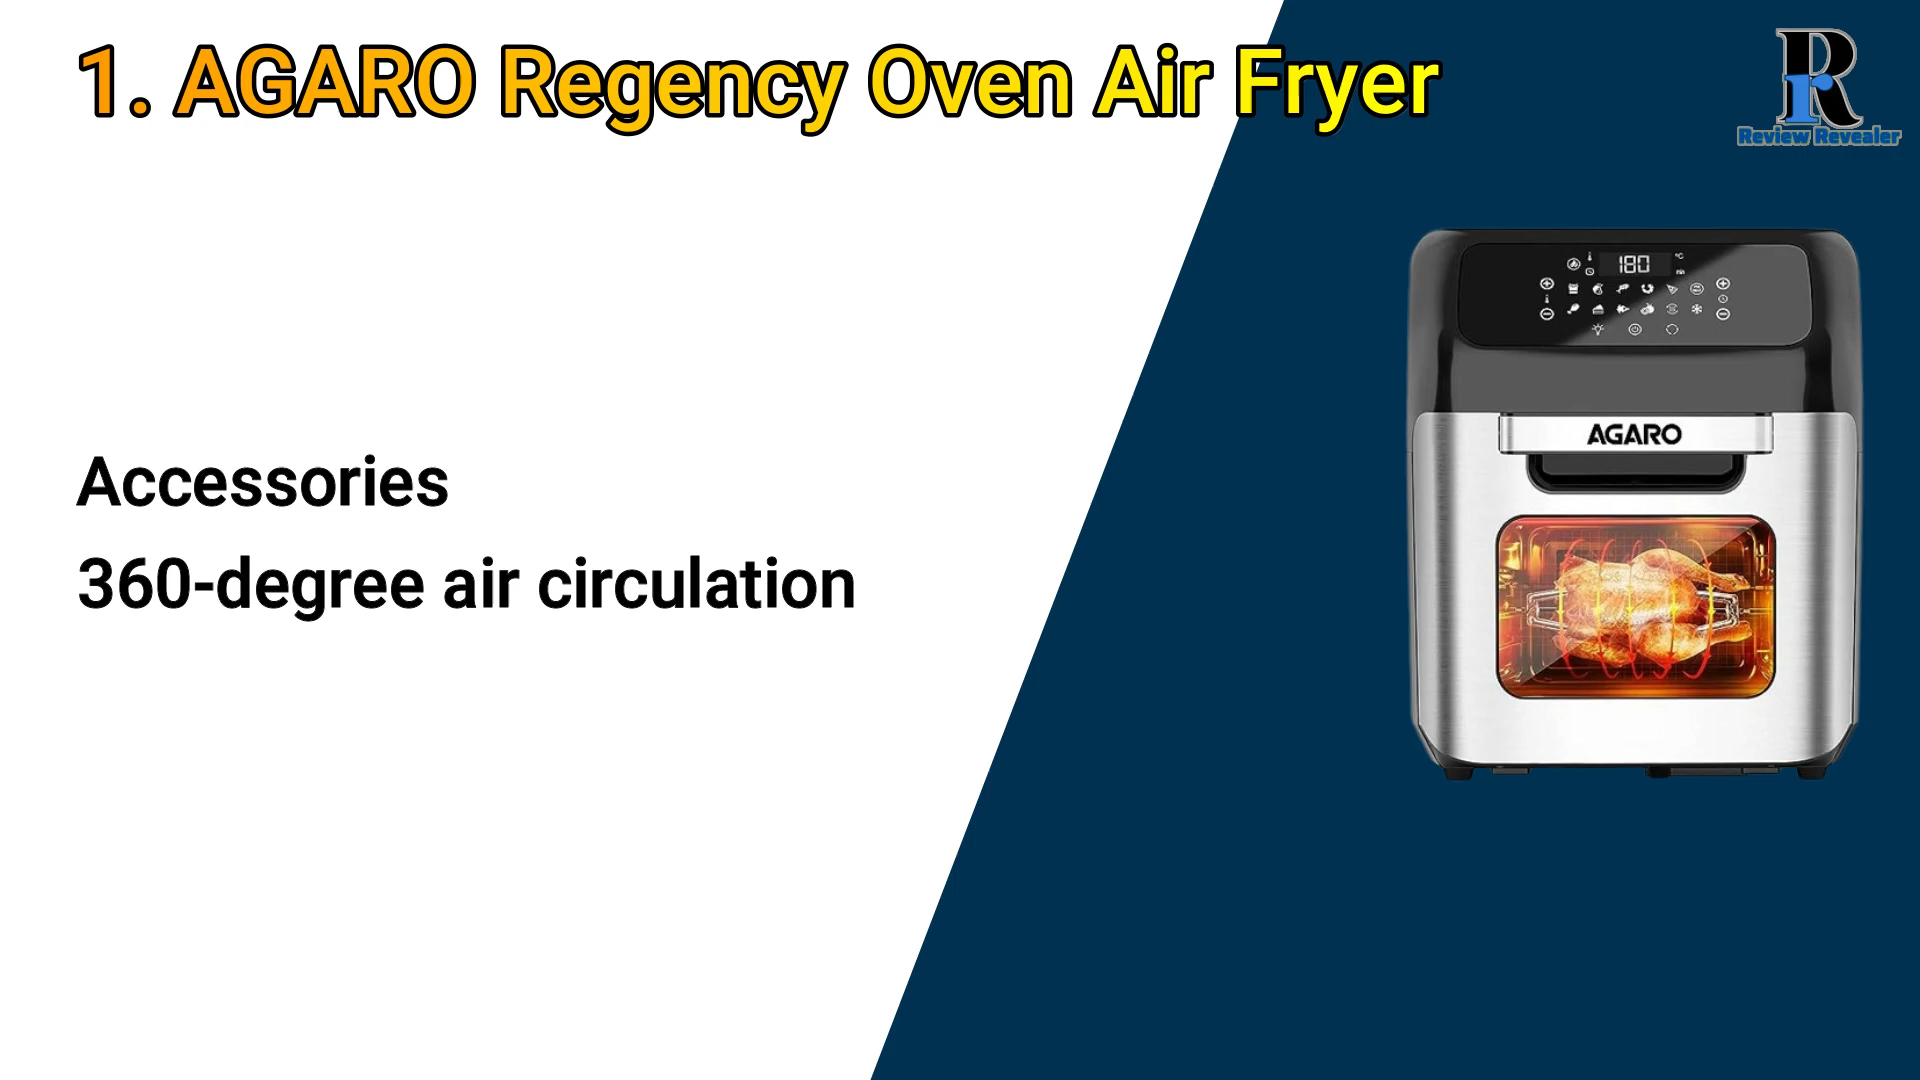 1. AGARO Regency Oven Air Fryer
Review Revealer
180
°C
AGARO
Accessories
360-degree air circulation